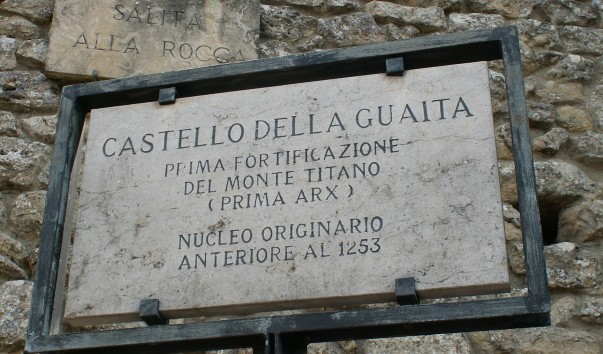 SALITA
ALLA ROCCA
CASTELLO DELLA GUAITA
PRIMA FORTIFICAZIONE
DEL MONTE TITANO
(PRIMA ARX)
NUCLEO ORIGINARIO
ANTERIORE AL 1253